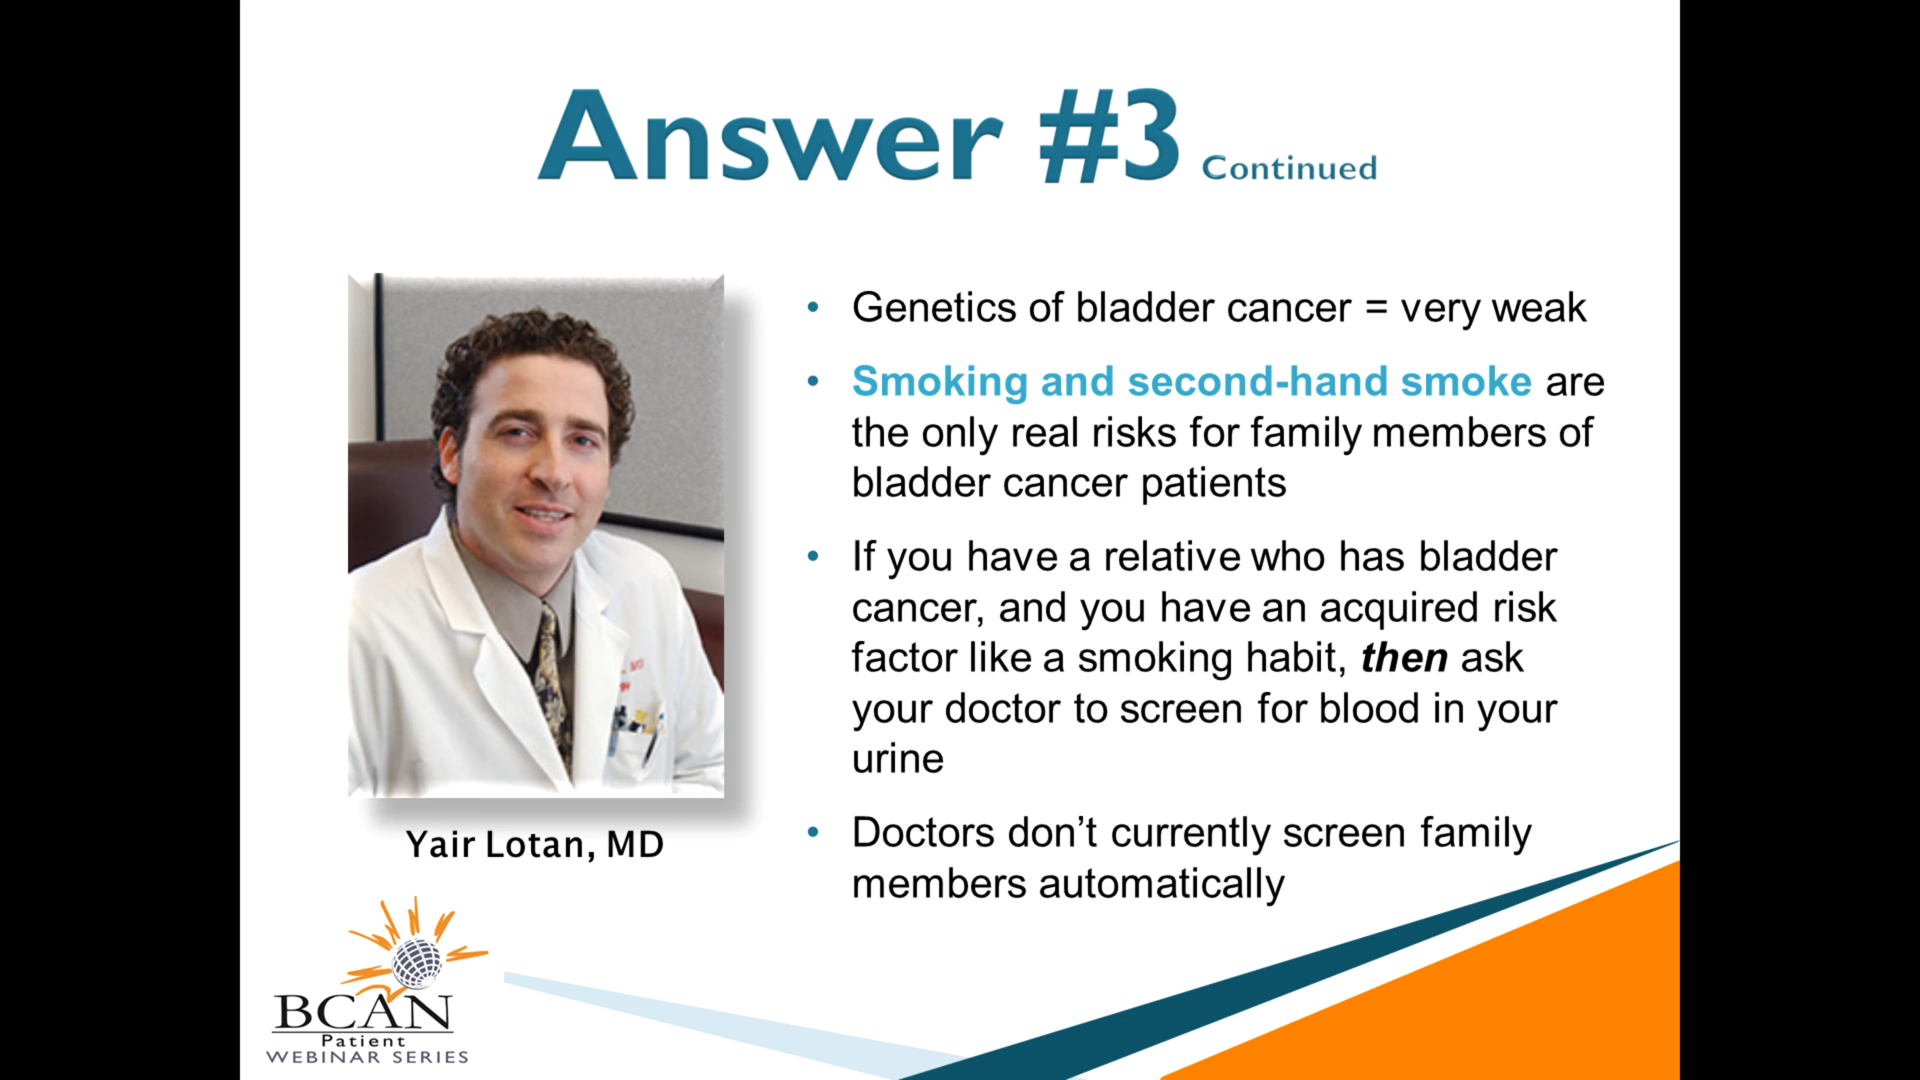 Answer #3 Continued
• Genetics of bladder cancer = very weak
• Smoking and second-hand smoke are
the only real risks for family members of
bladder cancer patients
• If you have a relative who has bladder
cancer, and you have an acquired risk
factor like a smoking habit, then ask
your doctor to screen for blood in your
urine
• Doctors don’t currently screen family
members automatically
MD
Yair Lotan, MD
BCAN
Patient
WEBINAR SERIES